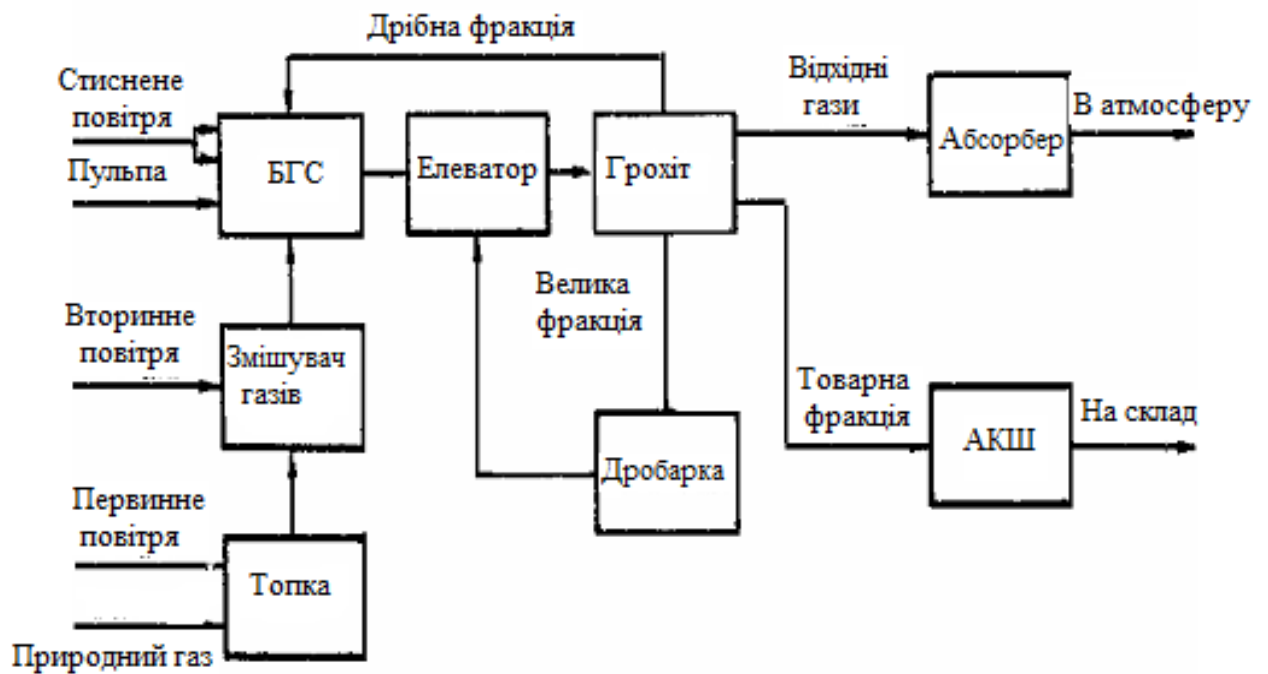 Дрібна фракція
Стиснене
повітря
Пульпа
БГС
Елеватор
Грохіт
Відхідні
гази
Абсорбер
В атмосферу
Велика
фракція
Вторинне
повітря
Змішувач
газів
Товарна
фракція
АКШ
На склад
Дробарка
Первинне
повітря
Топка
Природний газ